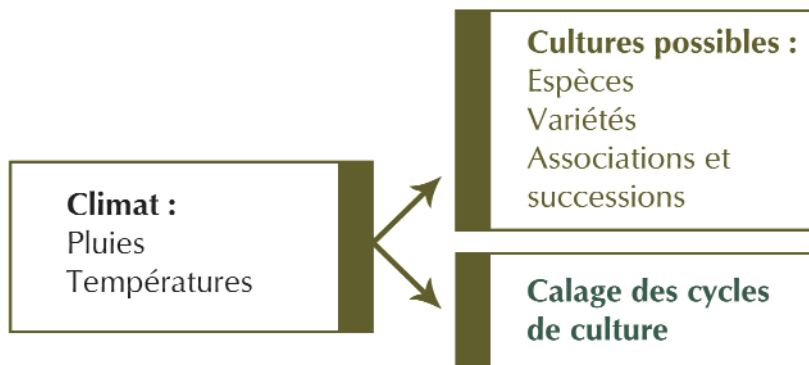 Climat :
Pluies
Températures
Cultures possibles :
Espèces
Variétés
Associations et
successions
Calage des cycles
de culture